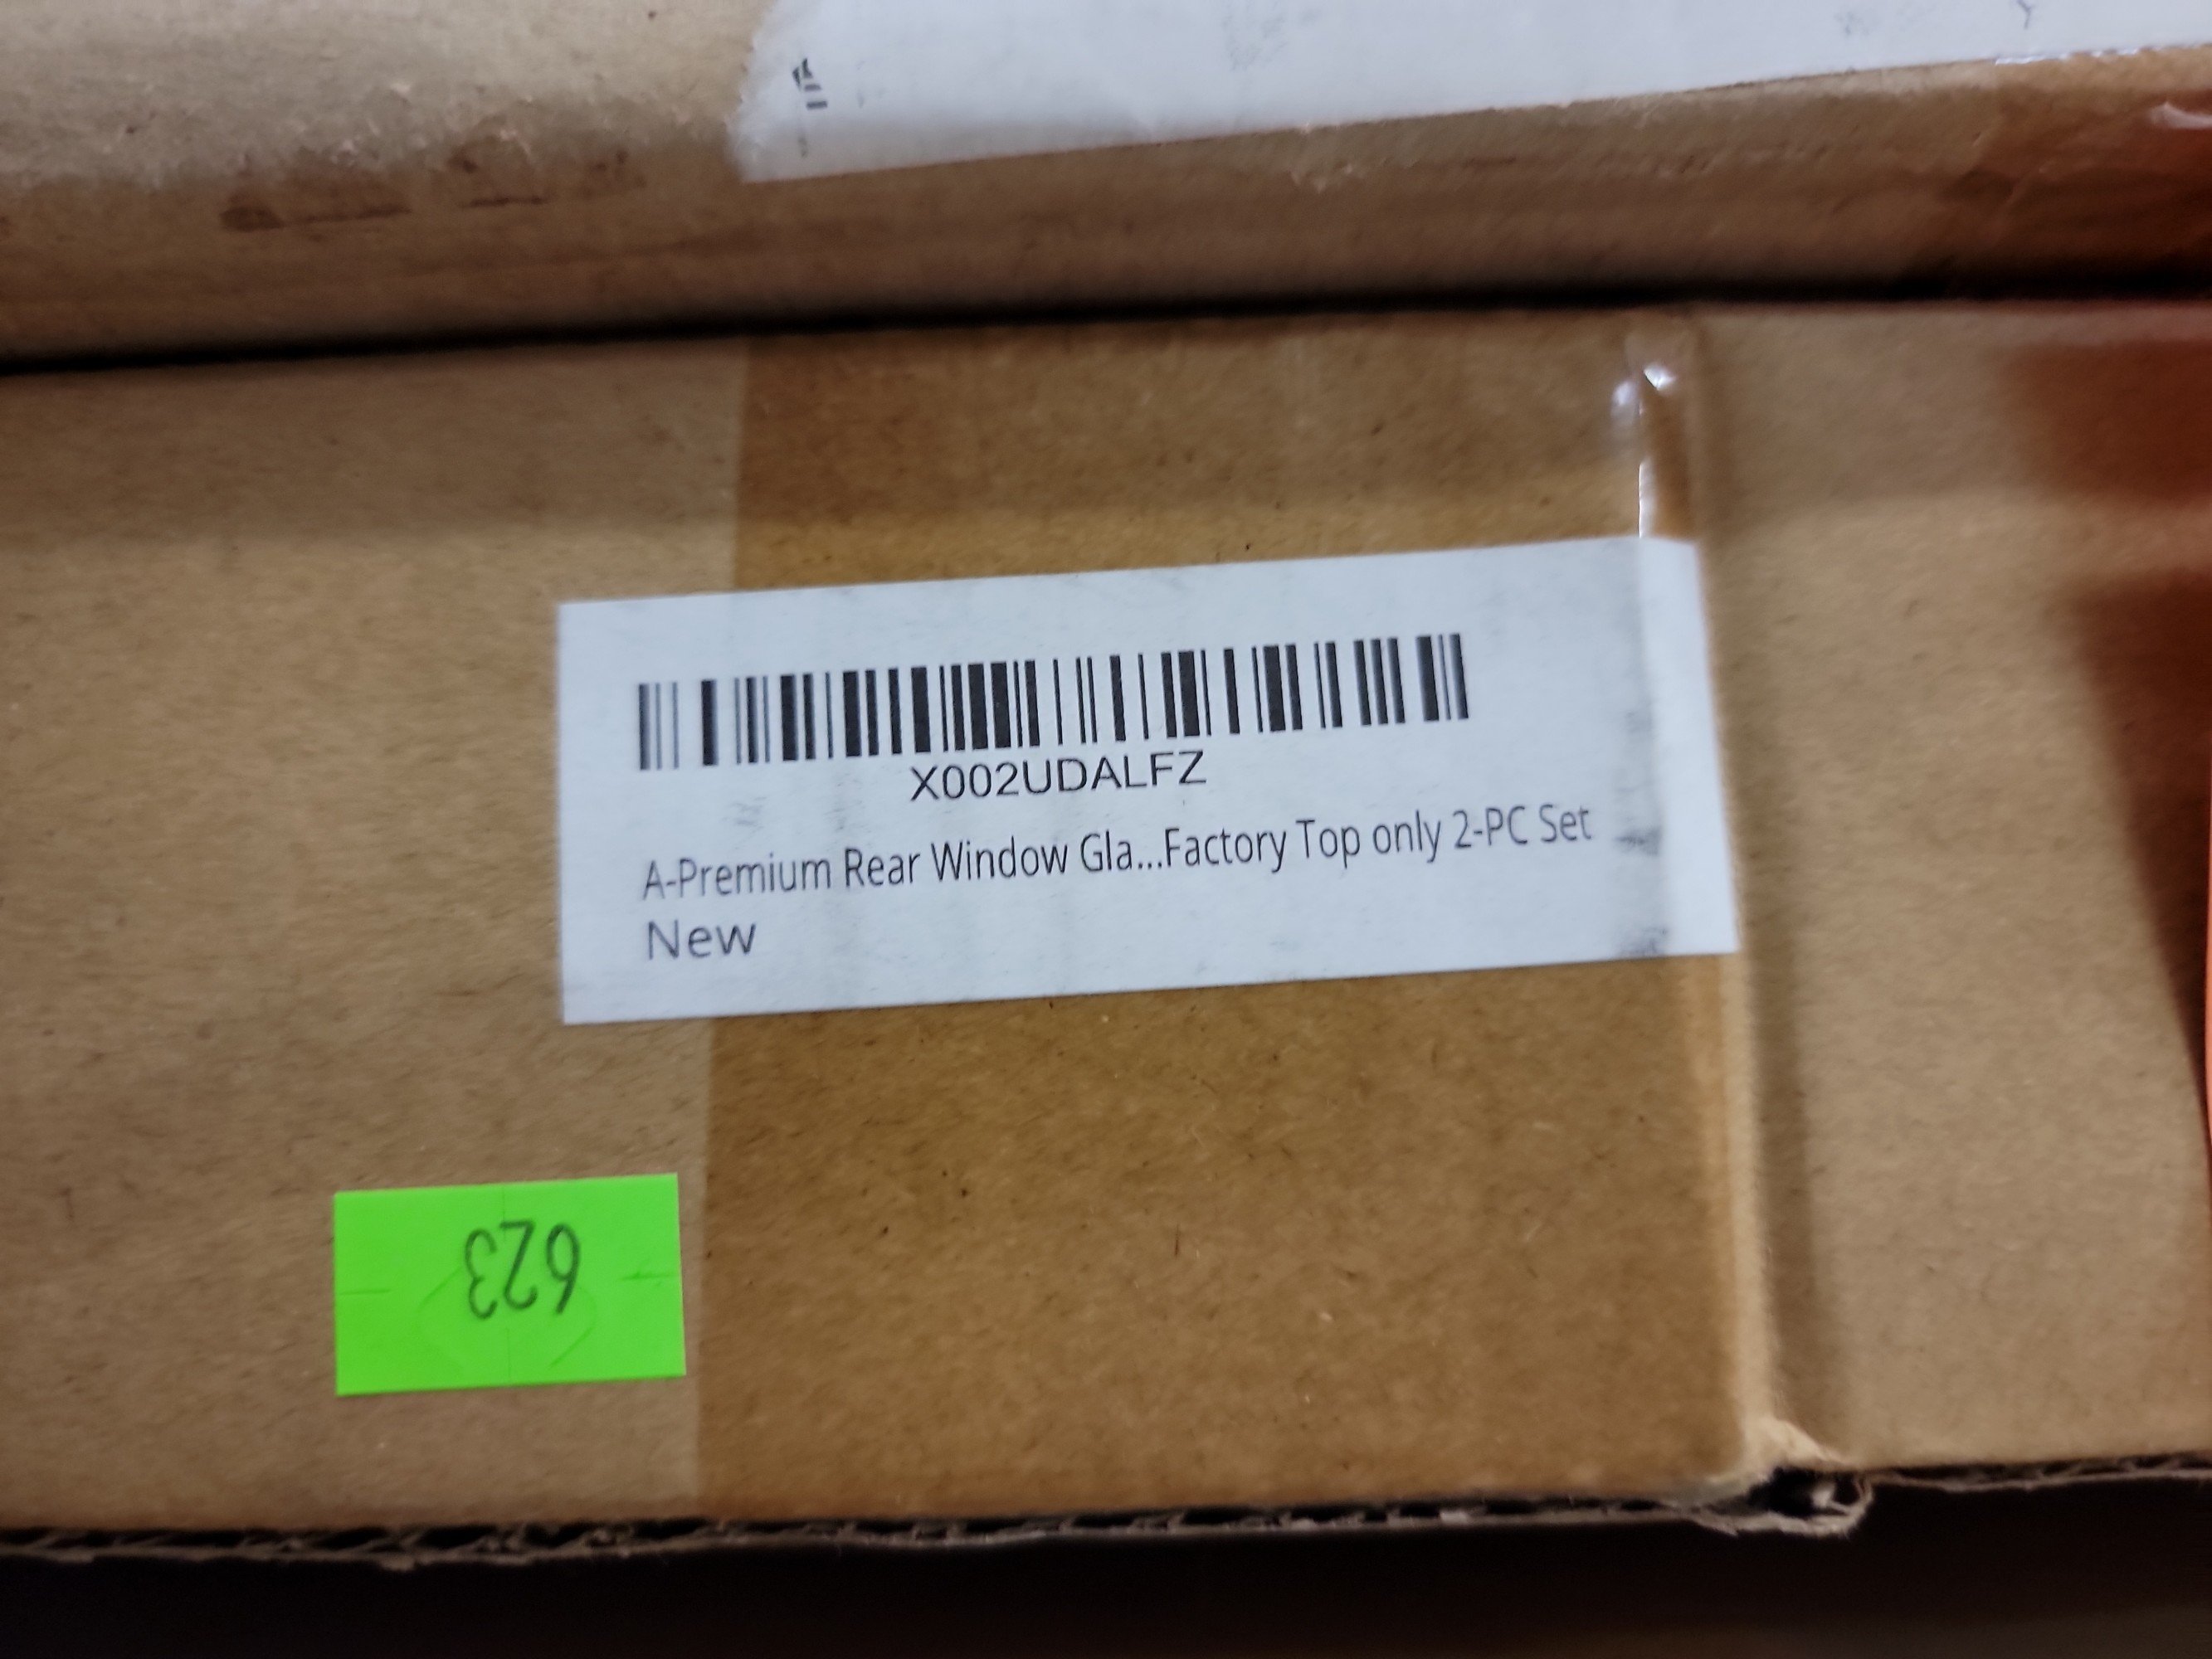 X002UDALFZ
A-Premium Rear Window Gla...Factory Top only 2-PC Set
New
623